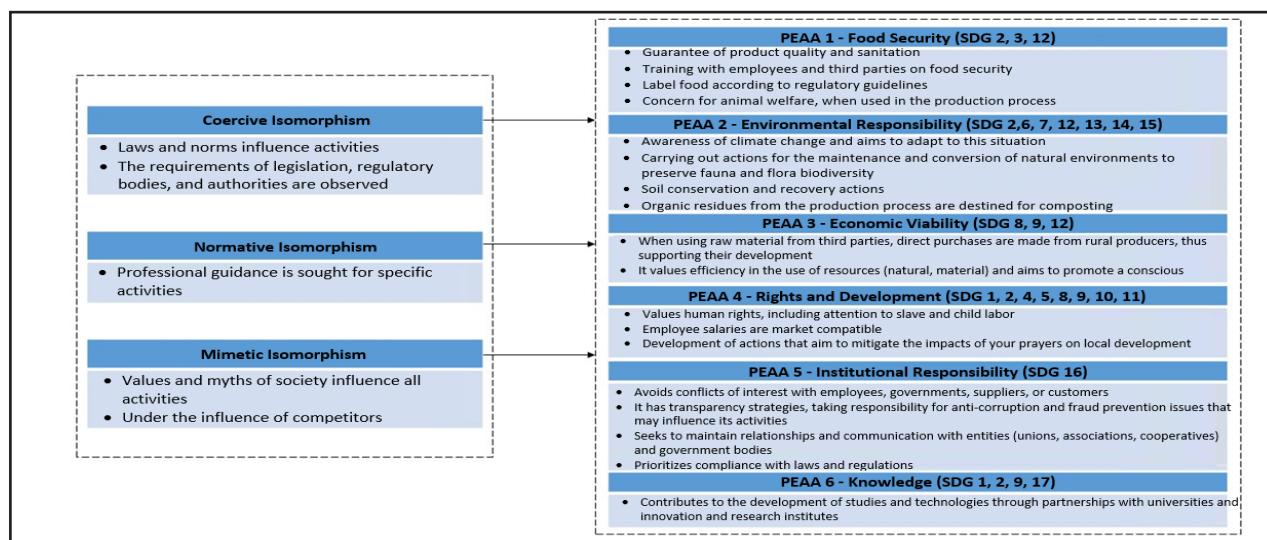 Coercive Isomorphism
• Laws and norms influence activities
• The requirements of legislation, regulatory
bodies, and authorities are observed
Normative Isomorphism
• Professional guidance is sought for specific
activities
Mimetic Isomorphism
• Values and myths of society influence all
activities
• Under the influence of competitors
PEAA 1 - Food Security (SDG 2, 3, 12)
• Guarantee of product quality and sanitation
• Training with employees and third parties on food security
• Label food according to regulatory guidelines
• Concern for animal welfare, when used in the production process
PEAA 2 - Environmental Responsibility (SDG 2,6, 7, 12, 13, 14, 15)
• Awareness of climate change and aims to adapt to this situation
• Carrying out actions for the maintenance and conversion of natural environments to
preserve fauna and flora biodiversity
• Soil conservation and recovery actions
• Organic residues from the production process are destined for composting
PEAA 3 - Economic Viability (SDG 8, 9, 12)
• When using raw material from third parties, direct purchases are made from rural producers, thus
supporting their development
• It values efficiency in the use of resources (natural, material) and aims to promote a conscious
PEAA 4 - Rights and Development (SDG 1, 2, 4, 5, 8, 9, 10, 11)
• Values human rights, including attention to slave and child labor
• Employee salaries are market compatible
• Development of actions that aim to mitigate the impacts of your prayers on local development
PEAA 5 - Institutional Responsibility (SDG 16)
• Avoids conflicts of interest with employees, governments, suppliers, or customers
• It has transparency strategies, taking responsibility for anti-corruption and fraud prevention issues that
may influence its activities
• Seeks to maintain relationships and communication with entities (unions, associations, cooperatives)
and government bodies
• Prioritizes compliance with laws and regulations
PEAA 6 - Knowledge (SDG 1, 2, 9, 17)
• Contributes to the development of studies and technologies through partnerships with universities and
innovation and research institutes